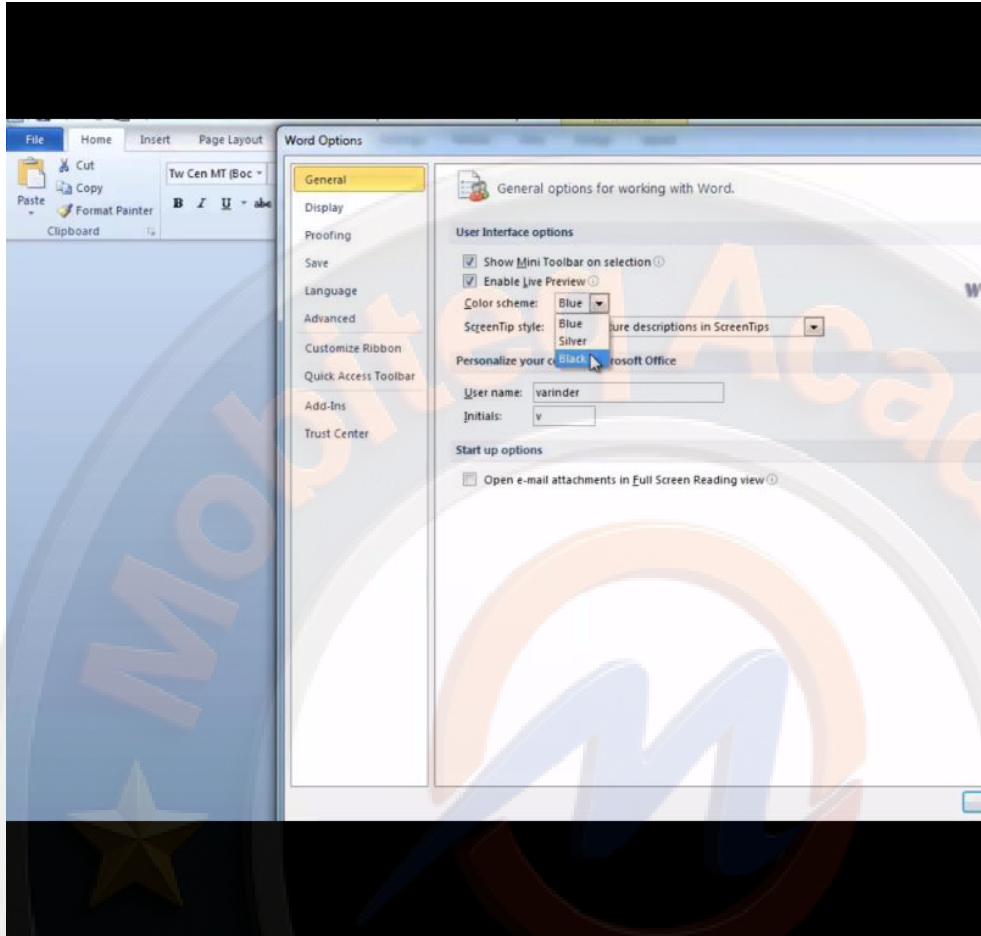 File Home Insert Page Layout
Word Options
Cut
Copy
Paste
Format Painter
Clipboard
Tw Cen MT (Boc
B I U abc
General
Display
Proofing
Save
Language
Advanced
Customize Ribbon
Quick Access Toolbar
Add-Ins
Trust Center
General options for working with Word.
User Interface options
Show Mini Toolbar on selection
Enable Live Preview
Color scheme: Blue
Blue
Silver
Black
ScreenTip style: ure descriptions in ScreenTips
Personalize your c rosoft Office
User name: varinder
Initials: v
Start up options
Open e-mail attachments in Full Screen Reading view
Mobiteq Acad